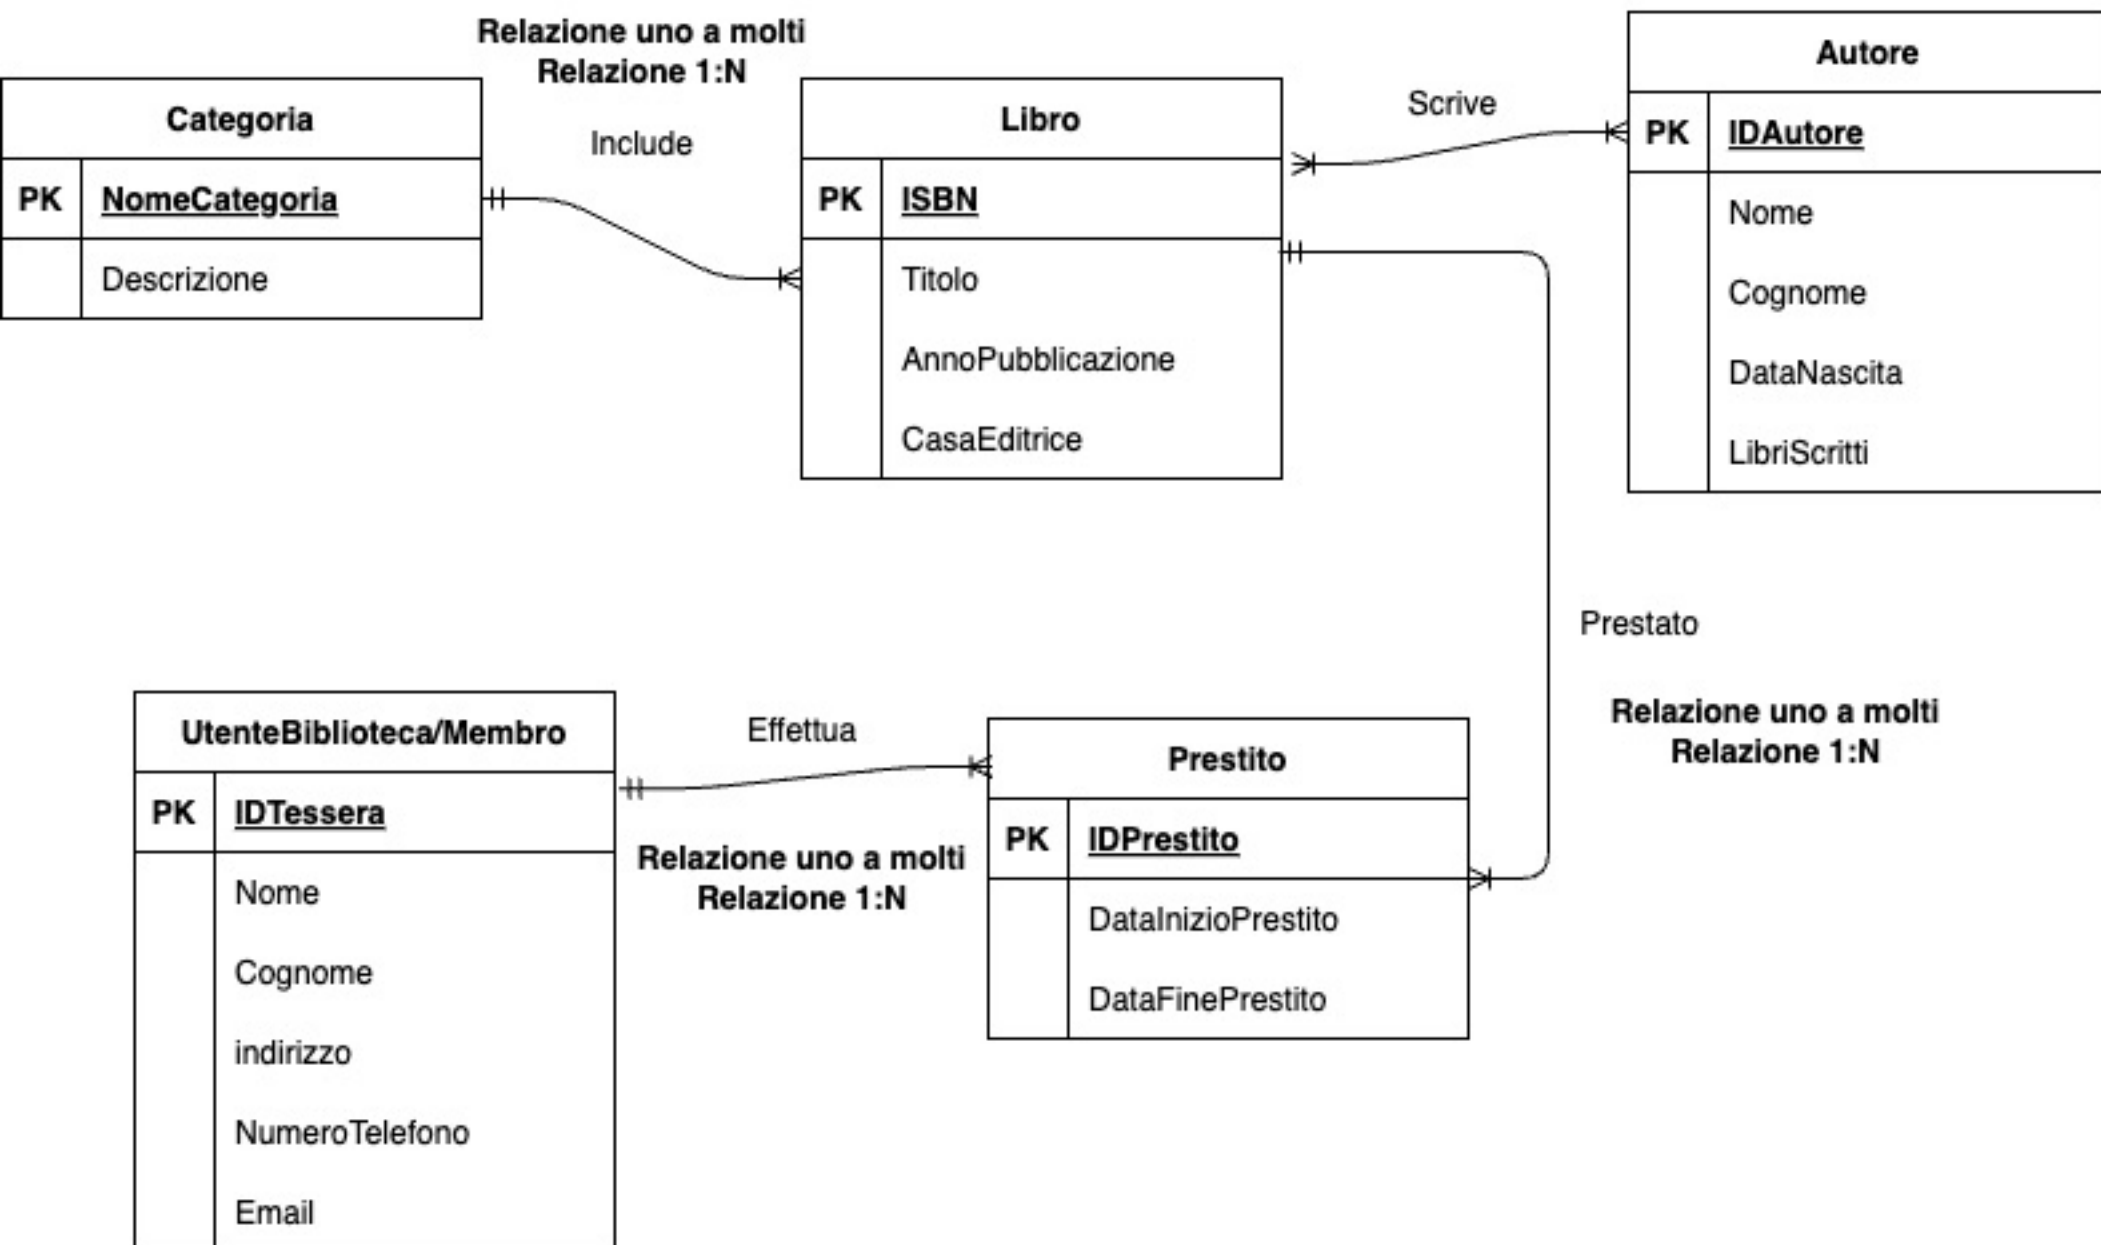 Relazione uno a molti
Relazione 1:N
Categoria
PK NomeCategoria
Descrizione
Include
Libro
PK ISBN
Titolo
AnnoPubblicazione
CasaEditrice
Scrive
Autore
PK IDAutore
Nome
Cognome
DataNascita
LibriScritti
Prestato
Relazione uno a molti
Relazione 1:N
UtenteBiblioteca/Membro
PK IDTessera
Nome
Cognome
indirizzo
NumeroTelefono
Email
Effettua
Relazione uno a molti
Relazione 1:N
Prestito
PK IDPrestito
DataInizioPrestito
DataFinePrestito